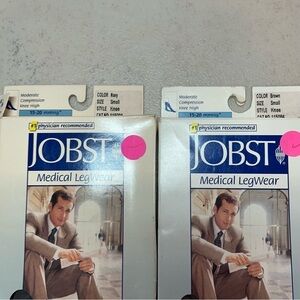 Moderate
Compression
Knee High
15-20 mmHg
COLOR Navy
SIZE Small
STYLE Knee
#1 physician recommended
JOBST
Medical LegWear
Moderate
Compression
Knee High
15-20 mmHg
COLOR Brown
SIZE Small
STYLE Knee
#1 physician recommended
JOBST
Medical LegWear